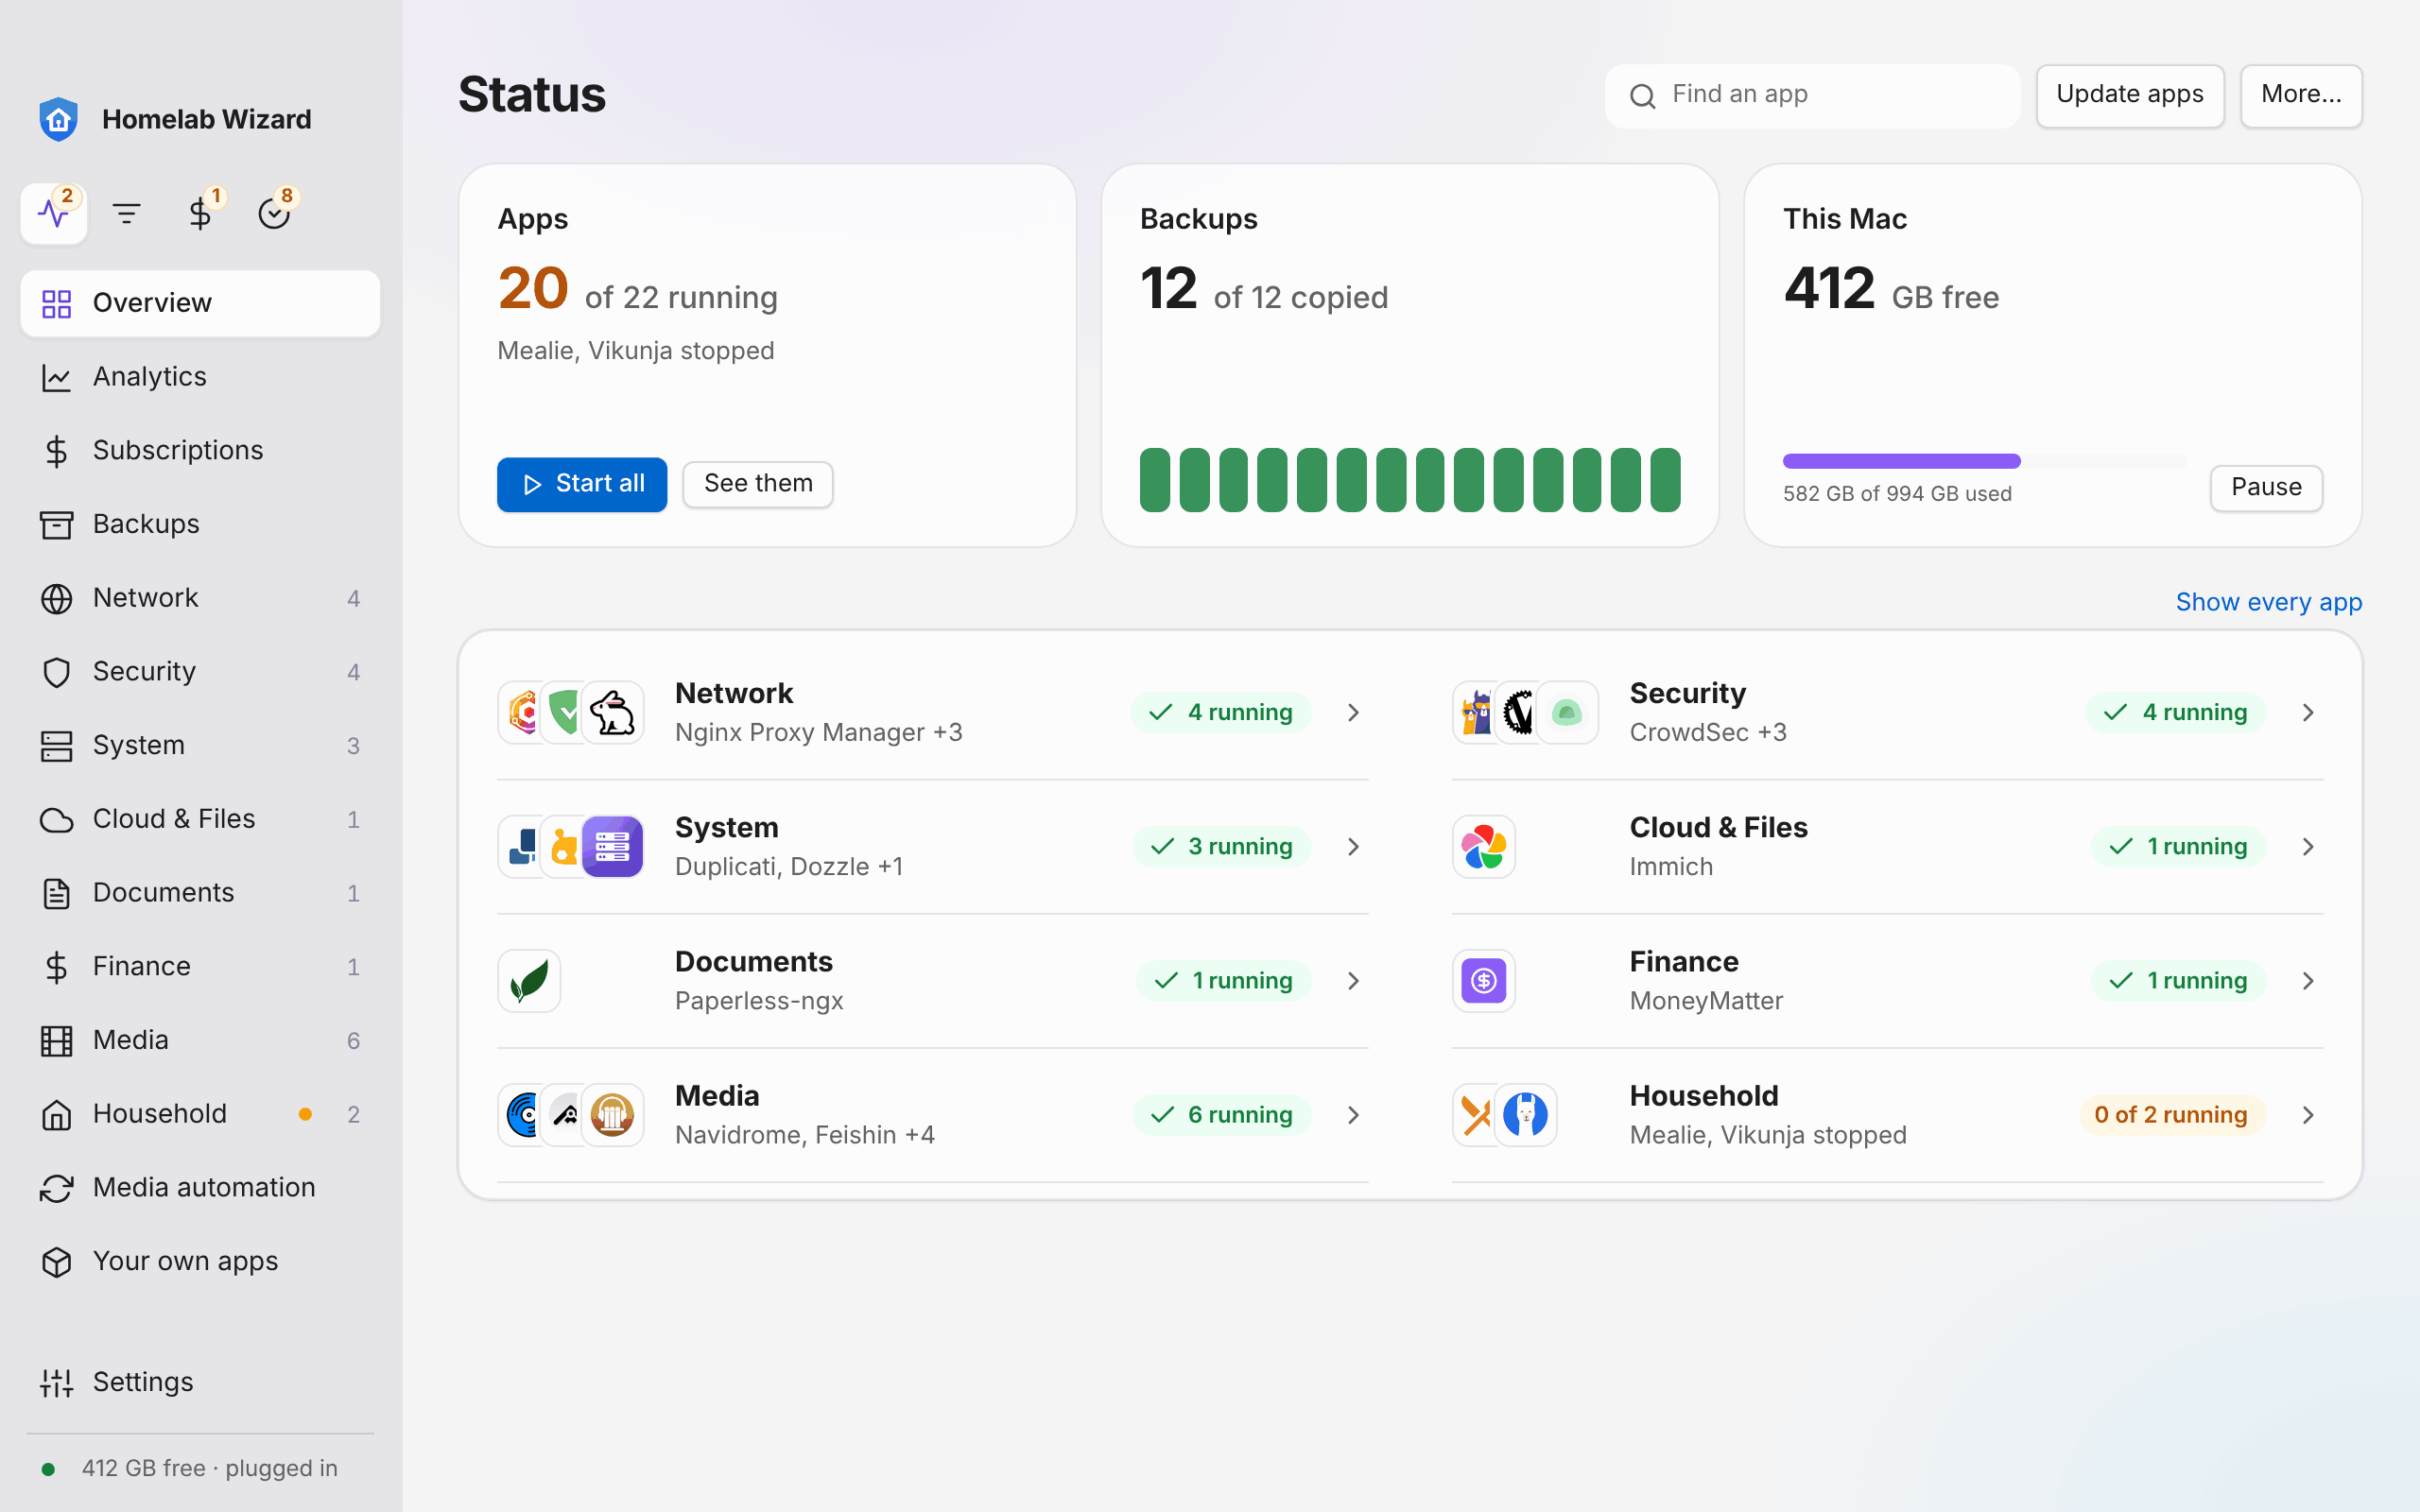 Homelab Wizard
2
1
8
Overview
Analytics
Subscriptions
Backups
Network 4
Security 4
System 3
Cloud & Files 1
Documents 1
Finance 1
Media 6
Household 2
Media automation
Your own apps
Settings
412 GB free · plugged in
Status
Find an app
Update apps
More...
Apps
20 of 22 running
Mealie, Vikunja stopped
Start all
See them
Backups
12 of 12 copied
This Mac
412 GB free
582 GB of 994 GB used
Pause
Show every app
Network
Nginx Proxy Manager +3
4 running
Security
CrowdSec +3
4 running
System
Duplicati, Dozzle +1
3 running
Cloud & Files
Immich
1 running
Documents
Paperless-ngx
1 running
Finance
MoneyMatter
1 running
Media
Navidrome, Feishin +4
6 running
Household
Mealie, Vikunja stopped
0 of 2 running